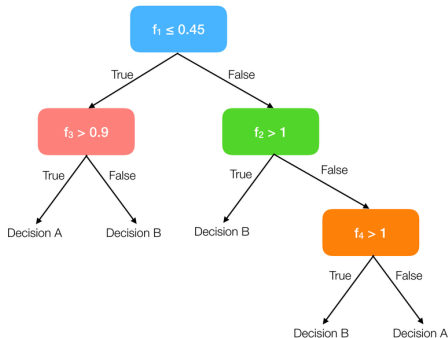 f₁ ≤ 0.45
True
False
f₃ > 0.9
f₂ > 1
True
False
True
False
Decision A
Decision B
Decision B
f₄ > 1
True
False
Decision B
Decision A